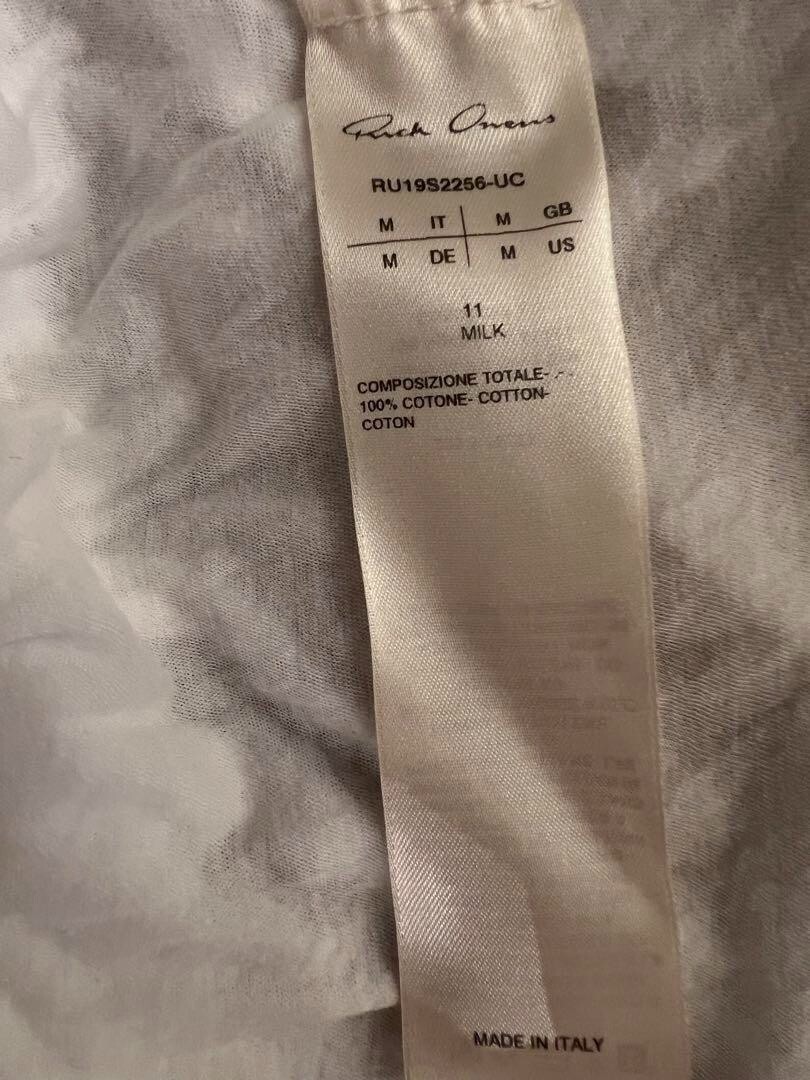 Rick Owens
RU19S2256-UC
M IT M GB
M DE M US
11
MILK
COMPOSIZIONE TOTALE- .- .
100% COTONE- COTTON-
COTON
MADE IN ITALY